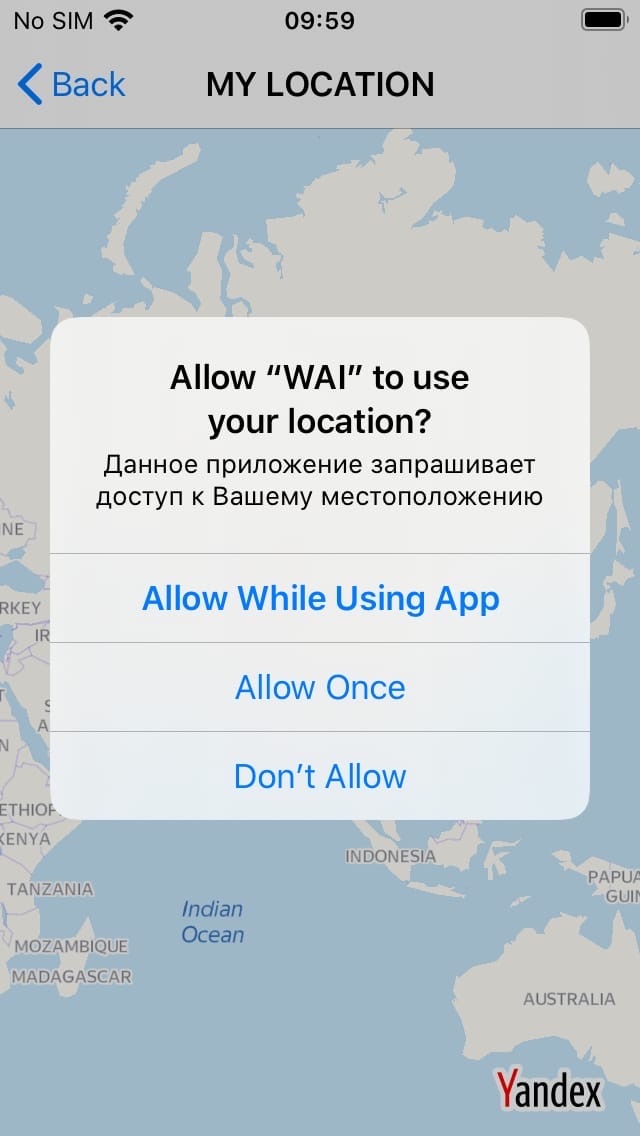 No SIM 09:59
Back MY LOCATION
Allow “WAI” to use
your location?
Данное приложение запрашивает
доступ к Вашему местоположению
Allow While Using App
Allow Once
Don’t Allow
NE
RKEY
IR
S
A
N
ETHIOP
KENYA
INDONESIA
TANZANIA
PAPUA
GUIN
Indian
Ocean
MOZAMBIQUE
MADAGASCAR
AUSTRALIA
Yandex